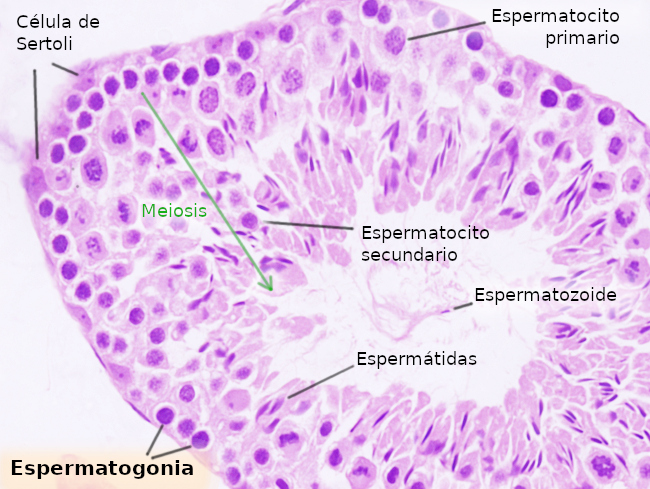 Célula de
Sertoli
Espermatocito
primario
Meiosis
Espermatocito
secundario
Espermatozoide
Espermátidas
Espermatogonia